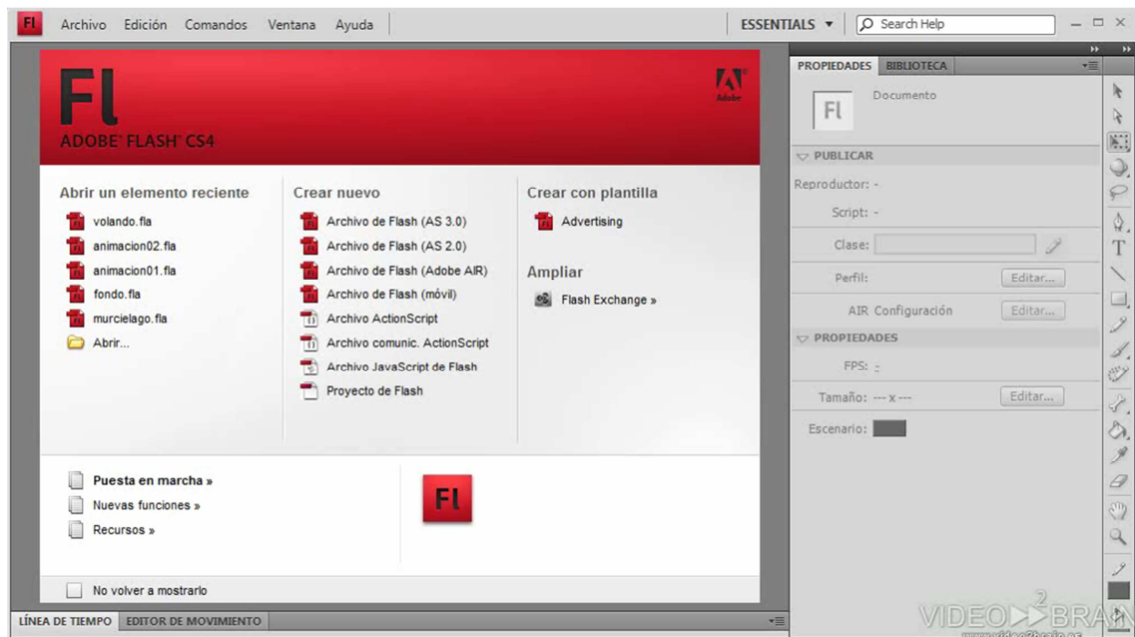 Fl Archivo Edición Comandos Ventana Ayuda ESSENTIALS Search Help
Fl
Adobe
ADOBE® FLASH® CS4
Abrir un elemento reciente
volando.fla
animacion02.fla
animacion01.fla
fondo.fla
murcielago.fla
Abrir...
Crear nuevo
Archivo de Flash (AS 3.0)
Archivo de Flash (AS 2.0)
Archivo de Flash (Adobe AIR)
Archivo de Flash (móvil)
Archivo ActionScript
Archivo comunic. ActionScript
Archivo JavaScript de Flash
Proyecto de Flash
Crear con plantilla
Advertising
Ampliar
Flash Exchange »
Puesta en marcha »
Nuevas funciones »
Recursos »
Fl
No volver a mostrarlo
LÍNEA DE TIEMPO EDITOR DE MOVIMIENTO
PROPIEDADES BIBLIOTECA
Fl Documento
PUBLICAR
Reproductor: -
Script: -
Clase:
Perfil: Editar...
AIR Configuración Editar...
PROPIEDADES
FPS: -
Tamaño: --- x --- Editar...
Escenario:
T
VIDEO2BRAIN
www.video2brain.es